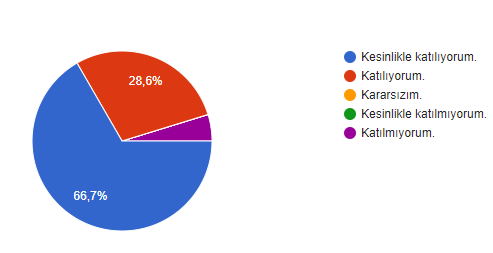 28,6%
66,7%
Kesinlikle katılıyorum.
Katılıyorum.
Kararsızım.
Kesinlikle katılmıyorum.
Katılmıyorum.